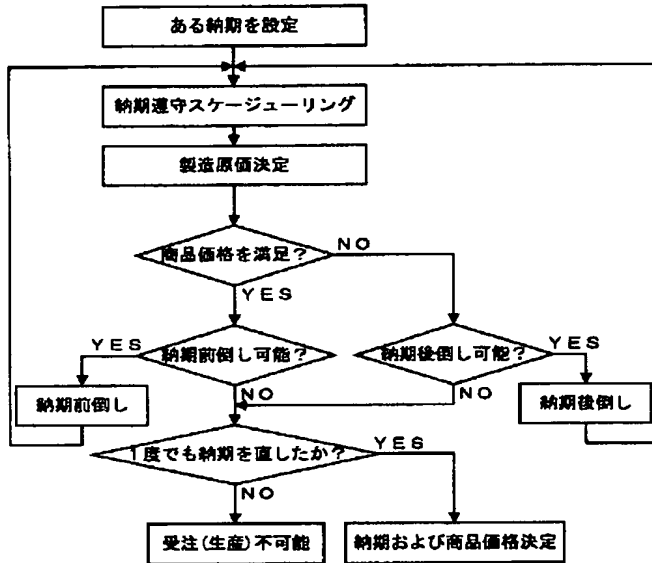 ある納期を設定
納期遵守スケージューリング
製造原価決定
商品価格を満足？
NO
YES
YES
納期前倒し可能？
納期後倒し可能？
YES
納期前倒し
NO
NO
納期後倒し
1度でも納期を直したか？
YES
NO
受注(生産)不可能
納期および商品価格決定